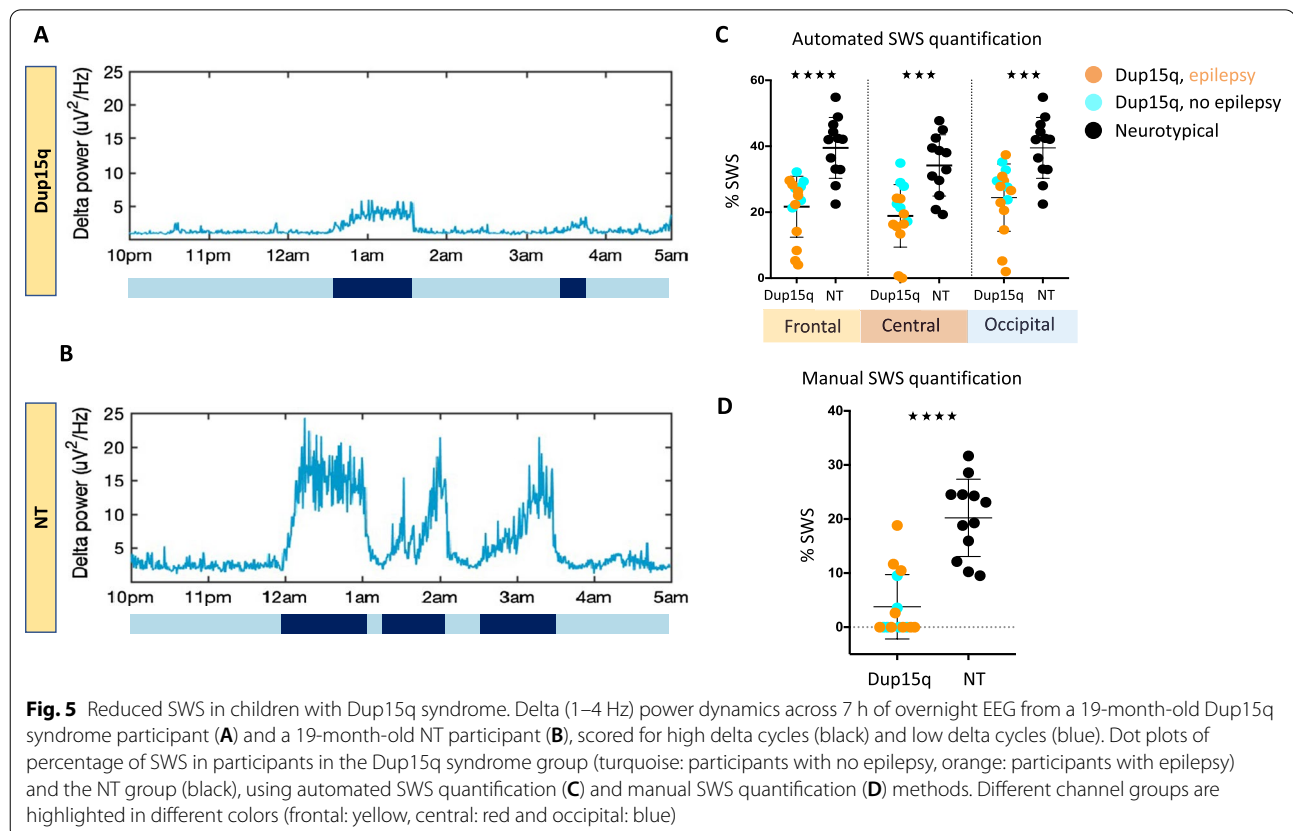 A
Dup15q
Delta power (uV²/Hz)
25
20
15
10
5
10pm 11pm 12am 1am 2am 3am 4am 5am
B
NT
Delta power (uV²/Hz)
25
20
15
10
5
10pm 11pm 12am 1am 2am 3am 4am 5am
C
Automated SWS quantification
★★★★ ★★★ ★★★
% SWS
60
40
20
0
Dup15q NT Dup15q NT Dup15q NT
Frontal Central Occipital
Dup15q, epilepsy
Dup15q, no epilepsy
Neurotypical
Manual SWS quantification
D
★★★★
% SWS
40
30
20
10
0
Dup15q NT
Fig. 5 Reduced SWS in children with Dup15q syndrome. Delta (1–4 Hz) power dynamics across 7 h of overnight EEG from a 19-month-old Dup15q
syndrome participant (A) and a 19-month-old NT participant (B), scored for high delta cycles (black) and low delta cycles (blue). Dot plots of
percentage of SWS in participants in the Dup15q syndrome group (turquoise: participants with no epilepsy, orange: participants with epilepsy)
and the NT group (black), using automated SWS quantification (C) and manual SWS quantification (D) methods. Different channel groups are
highlighted in different colors (frontal: yellow, central: red and occipital: blue)